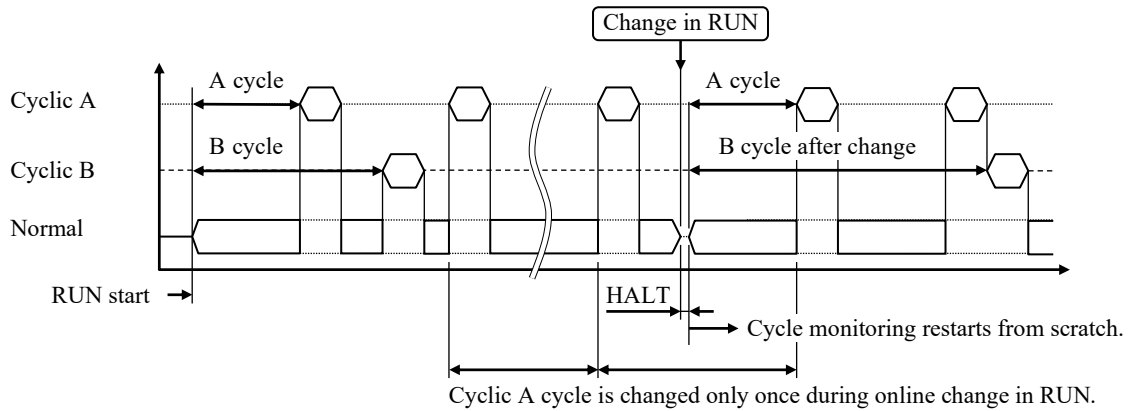 Change in RUN
A cycle
A cycle
Cyclic A
B cycle
B cycle after change
Cyclic B
Normal
RUN start
HALT
Cycle monitoring restarts from scratch.
Cyclic A cycle is changed only once during online change in RUN.